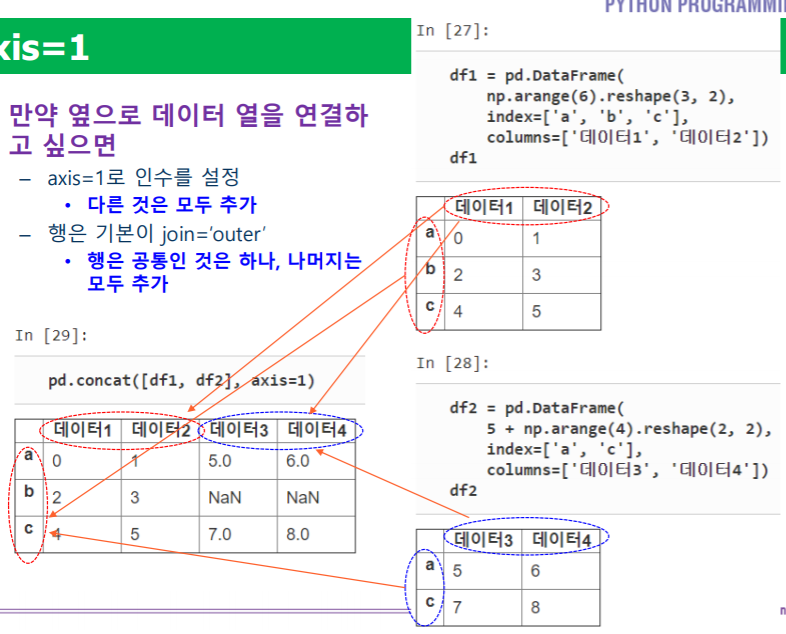 PYTHON PROGRAMMI
xis=1
만약 옆으로 데이터 열을 연결하
고 싶으면
– axis=1로 인수를 설정
• 다른 것은 모두 추가
– 행은 기본이 join='outer'
• 행은 공통인 것은 하나, 나머지는
모두 추가
In [29]:
pd.concat([df1, df2], axis=1)
데이터1 데이터2 데이터3 데이터4
a 0 1 5.0 6.0
b 2 3 NaN NaN
c 4 5 7.0 8.0
In [27]:
df1 = pd.DataFrame(
np.arange(6).reshape(3, 2),
index=['a', 'b', 'c'],
columns=['데이터1', '데이터2'])
df1
데이터1 데이터2
a 0 1
b 2 3
c 4 5
In [28]:
df2 = pd.DataFrame(
5 + np.arange(4).reshape(2, 2),
index=['a', 'c'],
columns=['데이터3', '데이터4'])
df2
데이터3 데이터4
a 5 6
c 7 8